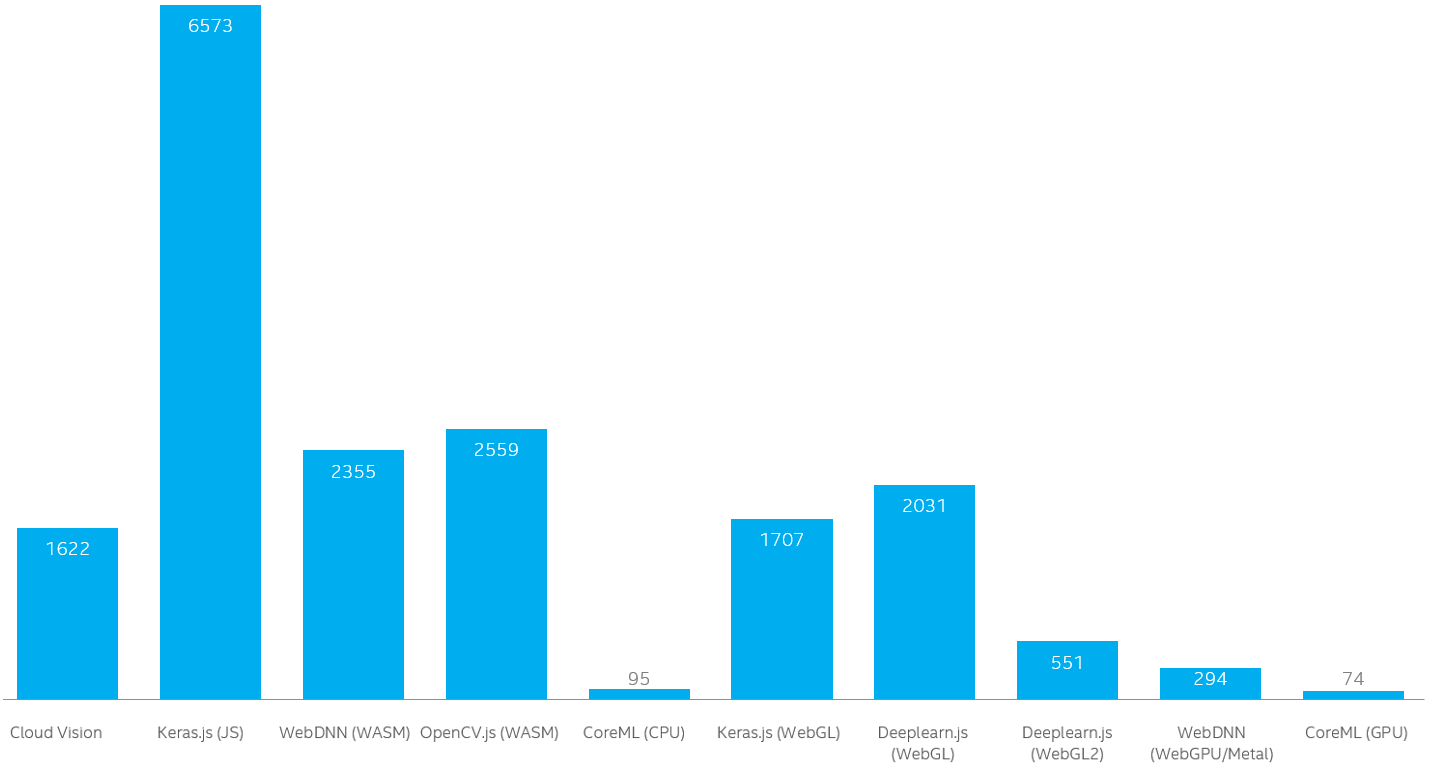 6573
2559
2355
2031
1707
1622
551
95
294
74
Cloud Vision
Keras.js (JS)
WebDNN (WASM)
OpenCV.js (WASM)
CoreML (CPU)
Keras.js (WebGL)
Deeplearn.js
(WebGL)
Deeplearn.js
(WebGL2)
WebDNN
(WebGPU/Metal)
CoreML (GPU)